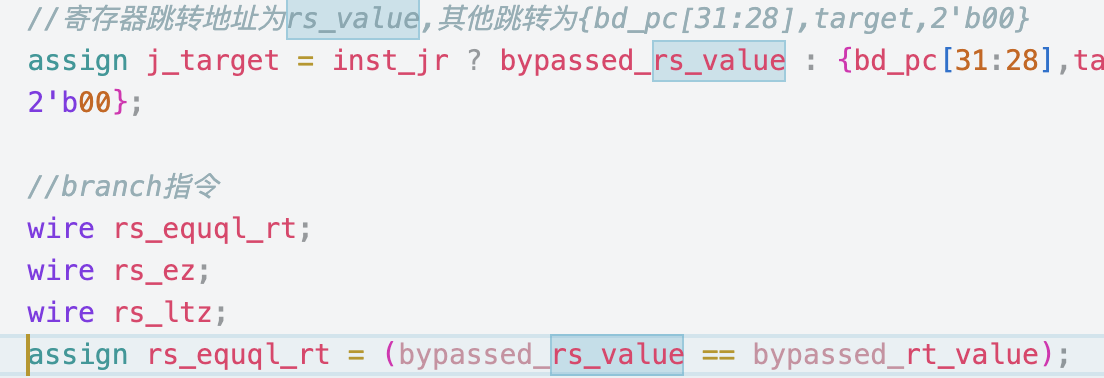 //寄存器跳转地址为rs_value,其他跳转为{bd_pc[31:28],target,2'b00}
assign j_target = inst_jr ? bypassed_rs_value : {bd_pc[31:28],ta
2'b00};
//branch指令
wire rs_equql_rt;
wire rs_ez;
wire rs_ltz;
assign rs_equql_rt = (bypassed_rs_value == bypassed_rt_value);